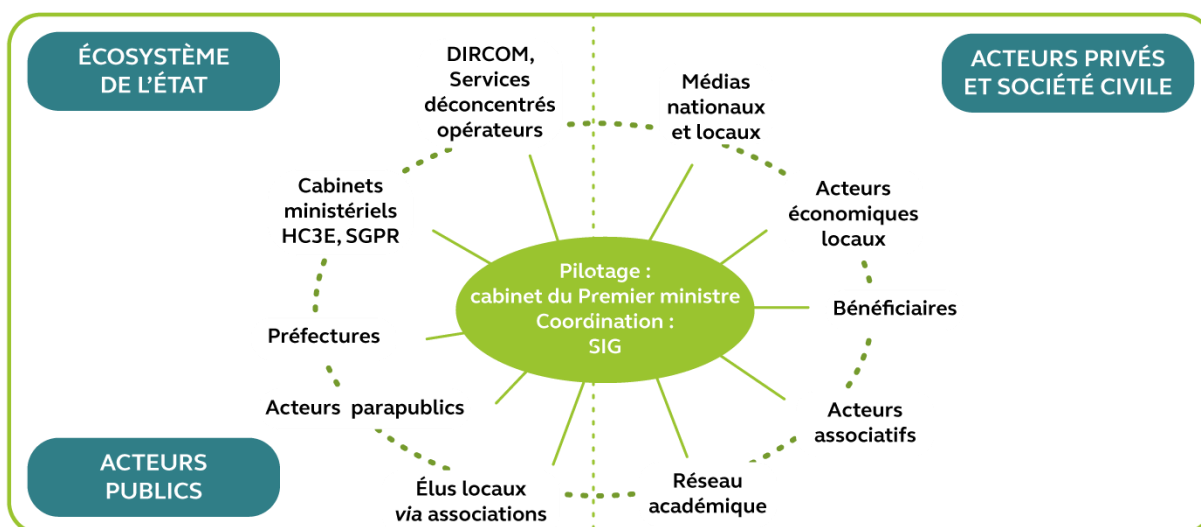 ÉCOSYSTÈME
DE L'ÉTAT
DIRCOM,
Services
déconcentrés
opérateurs
Médias
nationaux
et locaux
ACTEURS PRIVÉS
ET SOCIÉTÉ CIVILE
Cabinets
ministériels
HC3E, SGPR
Acteurs
économiques
locaux
Pilotage :
cabinet du Premier ministre
Coordination :
SIG
Préfectures
Bénéficiaires
Acteurs parapublics
Acteurs
associatifs
ACTEURS
PUBLICS
Élus locaux
via associations
Réseau
académique